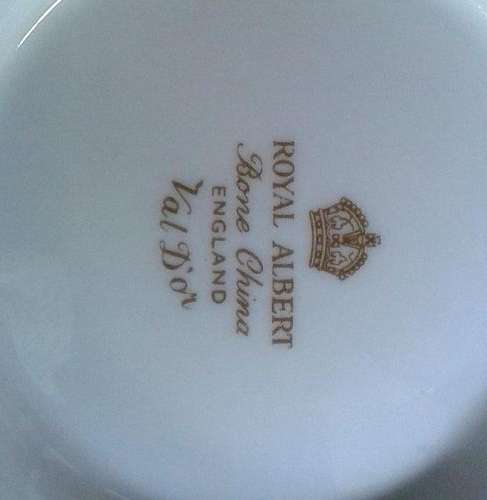 ROYAL ALBERT
Bone China
ENGLAND
Val D'or